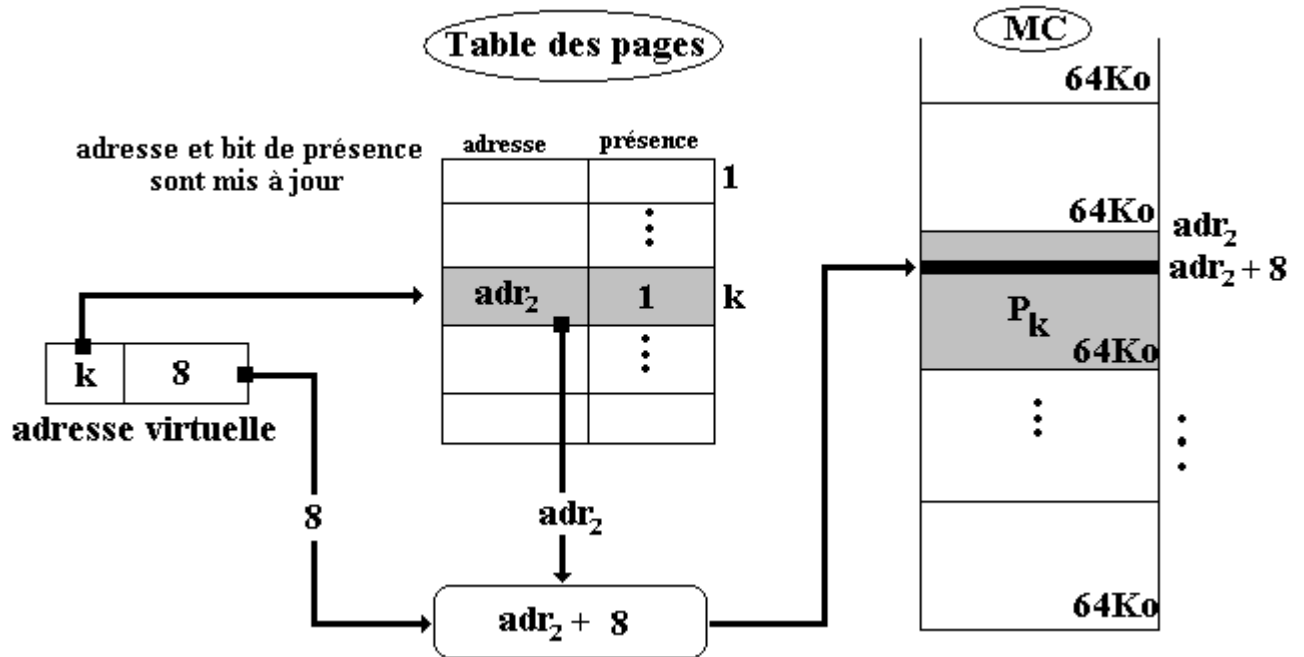 Table des pages
MC
64Ko
adresse et bit de présence
sont mis à jour
adresse présence
1
64Ko
adr₂
adr₂ + 8
adr₂ 1 k
P_k
64Ko
k 8
adresse virtuelle
8
adr₂
adr₂ + 8
64Ko